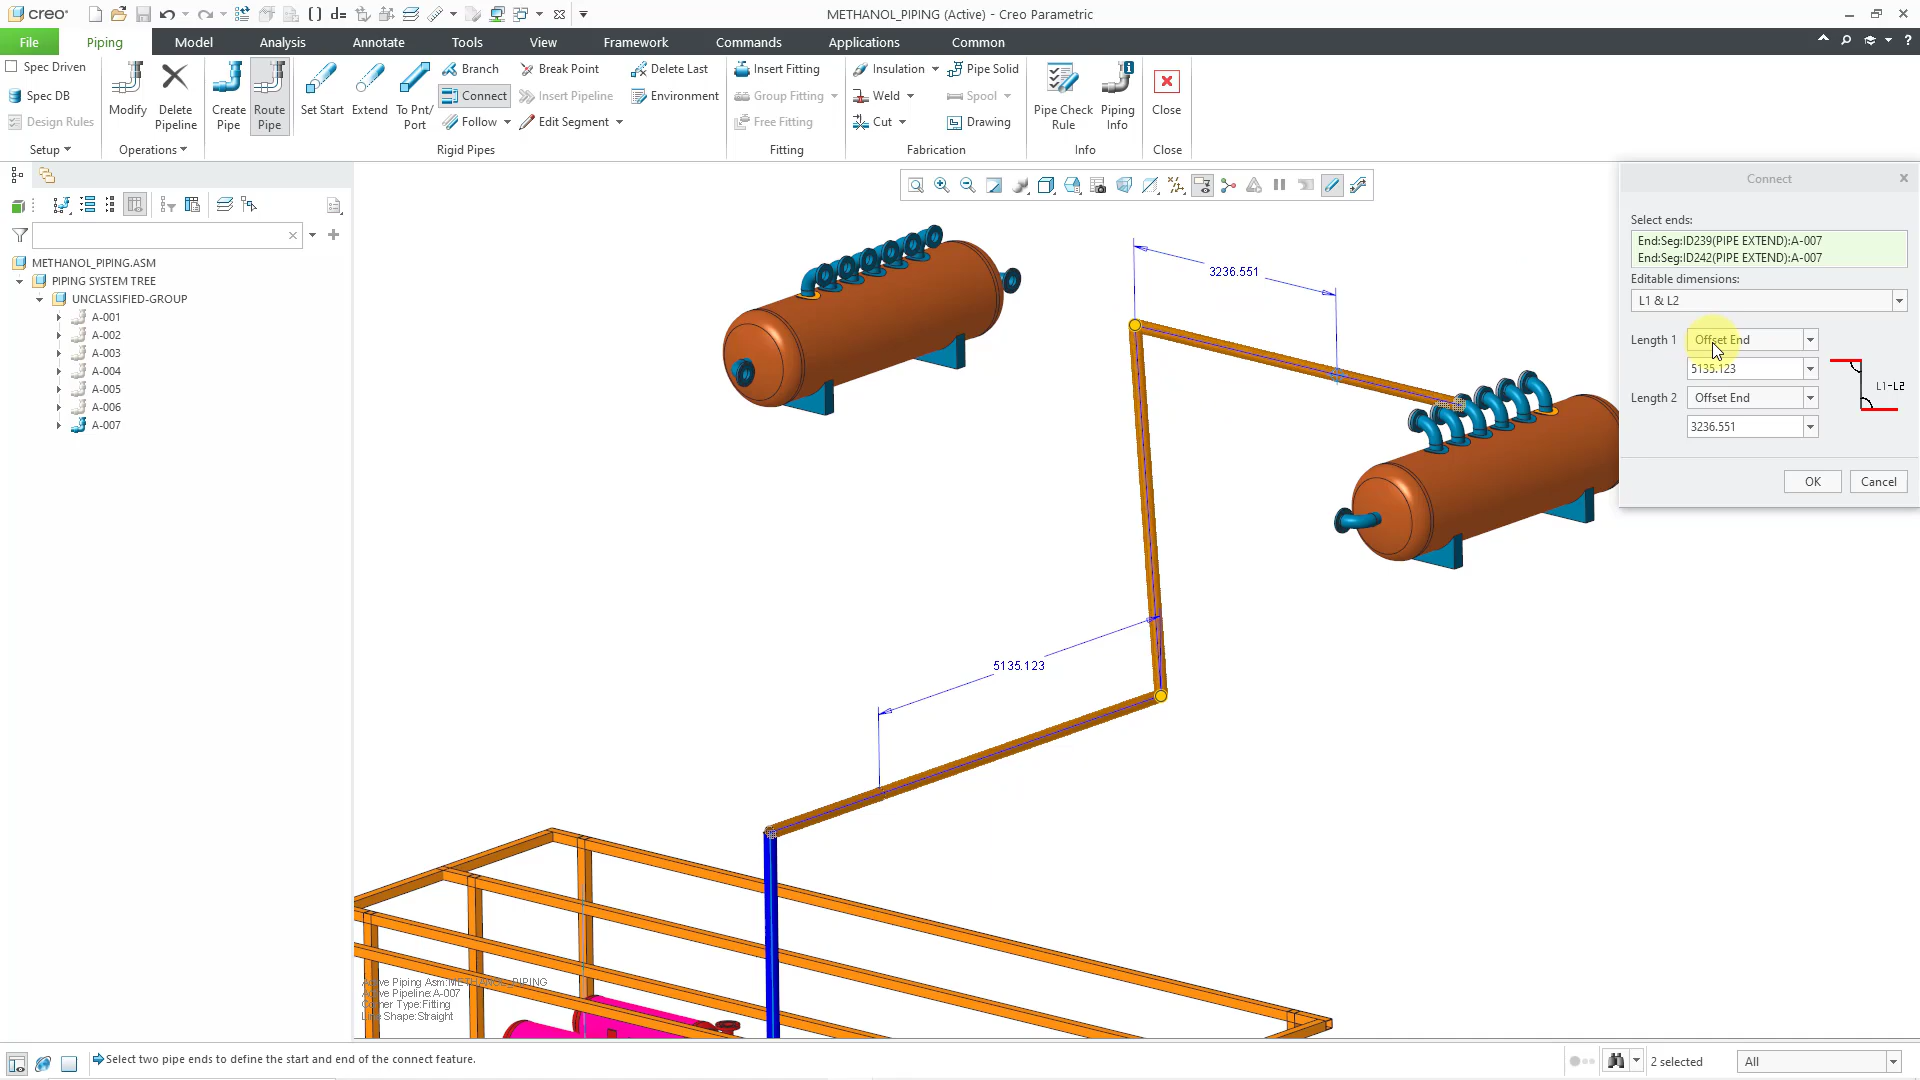 creo
METHANOL_PIPING (Active) - Creo Parametric
File
Piping
Model
Analysis
Annotate
Tools
View
Framework
Commands
Applications
Common
Spec Driven
Spec DB
Design Rules
Setup
Modify
Delete Pipeline
Operations
Create Pipe
Route Pipe
Set Start
Extend
To Pnt/ Port
Branch
Connect
Follow
Break Point
Insert Pipeline
Edit Segment
Delete Last
Environment
Rigid Pipes
Insert Fitting
Group Fitting
Free Fitting
Fitting
Insulation
Weld
Cut
Pipe Solid
Spool
Drawing
Fabrication
Pipe Check Rule
Piping Info
Info
Close
Close
METHANOL_PIPING.ASM
PIPING SYSTEM TREE
UNCLASSIFIED-GROUP
A-001
A-002
A-003
A-004
A-005
A-006
A-007
3236.551
5135.123
Active Piping Asm:METHANOL_PIPING
Active Pipeline:A-007
Corner Type:Fitting
Line Shape:Straight
Connect
Select ends:
End:Seg:ID239(PIPE EXTEND):A-007
End:Seg:ID242(PIPE EXTEND):A-007
Editable dimensions:
L1 & L2
Length 1
Offset End
5135.123
Length 2
Offset End
3236.551
L1-L2
OK
Cancel
Select two pipe ends to define the start and end of the connect feature.
2 selected
All